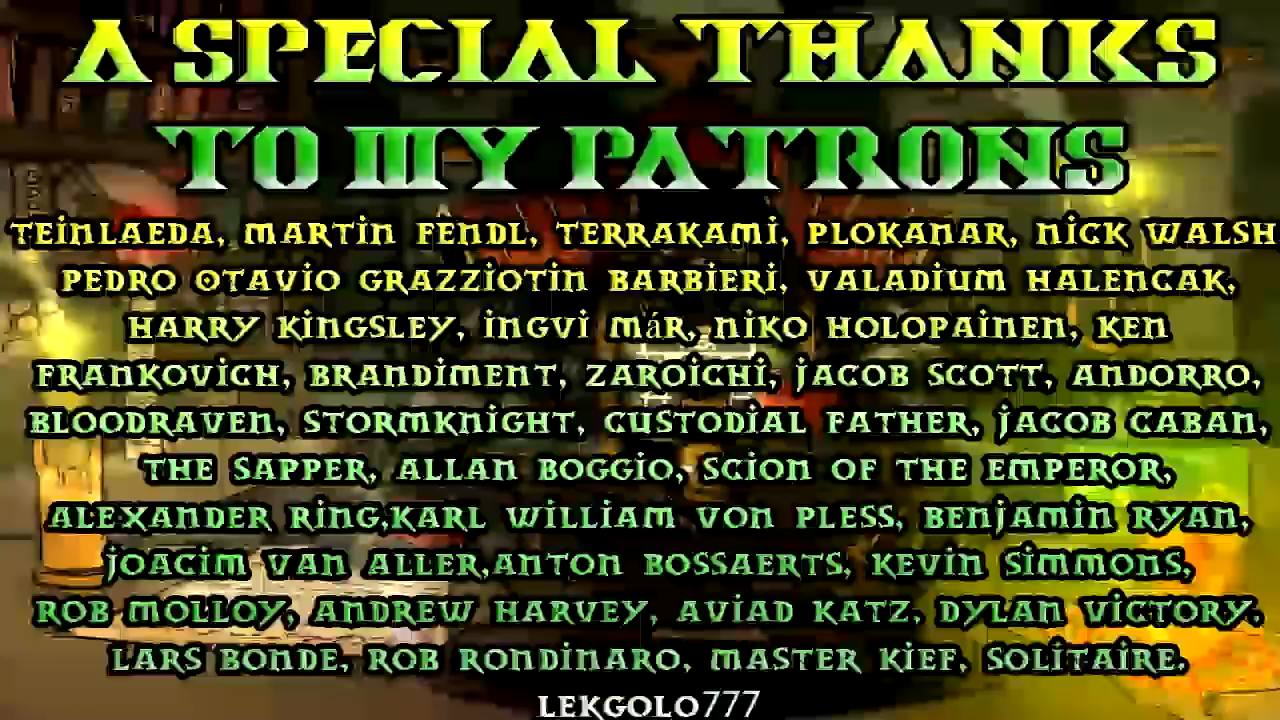 A SPECIAL THANKS
TO MY PATRONS
TEINLAEDA, MARTIN FENDL, TERRAKAMI, PLOKANAR, NICK WALSH
PEDRO OTAVIO GRAZZIOTIN BARBIERI, VALADIUM HALENCAK,
HARRY KINGSLEY, INGVI MáR, NIKO HOLOPAINEN, KEN
FRANKOVICH, BRANDIMENT, ZAROICHI, JACOB SCOTT, ANDORRO,
BLOODRAVEN, STORMKNIGHT, CUSTODIAL FATHER, JACOB CABAN,
THE SAPPER, ALLAN BOGGIO, SCION OF THE EMPEROR,
ALEXANDER RING,KARL WILLIAM VON PLESS, BENJAMIN RYAN,
JOACIM VAN ALLER,ANTON BOSSAERTS, KEVIN SIMMONS,
ROB MOLLOY, ANDREW HARVEY, AVIAD KATZ, DYLAN VICTORY,
LARS BONDE, ROB RONDINARO, MASTER KIEF, SOLITAIRE,
LEKGOLO777